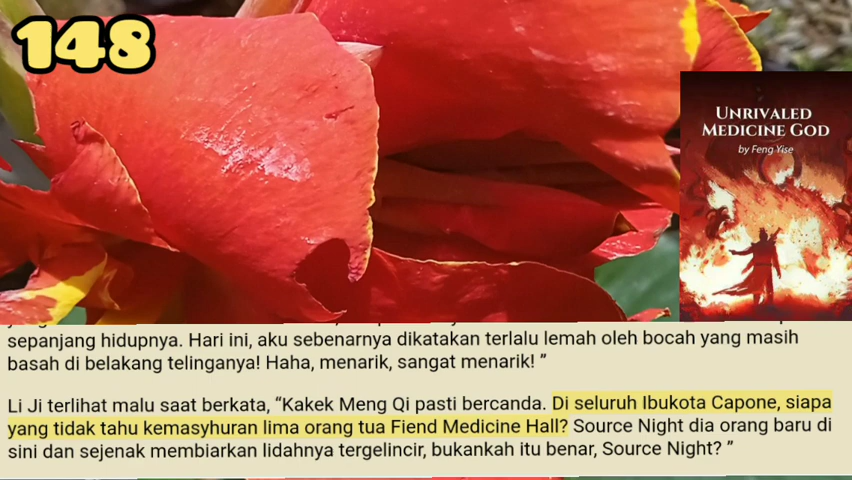 148
UNRIVALED
MEDICINE GOD
by Feng Yise
sepanjang hidupnya. Hari ini, aku sebenarnya dikatakan terlalu lemah oleh bocah yang masih
basah di belakang telinganya! Haha, menarik, sangat menarik! ”
Li Ji terlihat malu saat berkata, “Kakek Meng Qi pasti bercanda. Di seluruh Ibukota Capone, siapa
yang tidak tahu kemasyhuran lima orang tua Fiend Medicine Hall? Source Night dia orang baru di
sini dan sejenak membiarkan lidahnya tergelincir, bukankah itu benar, Source Night? ”